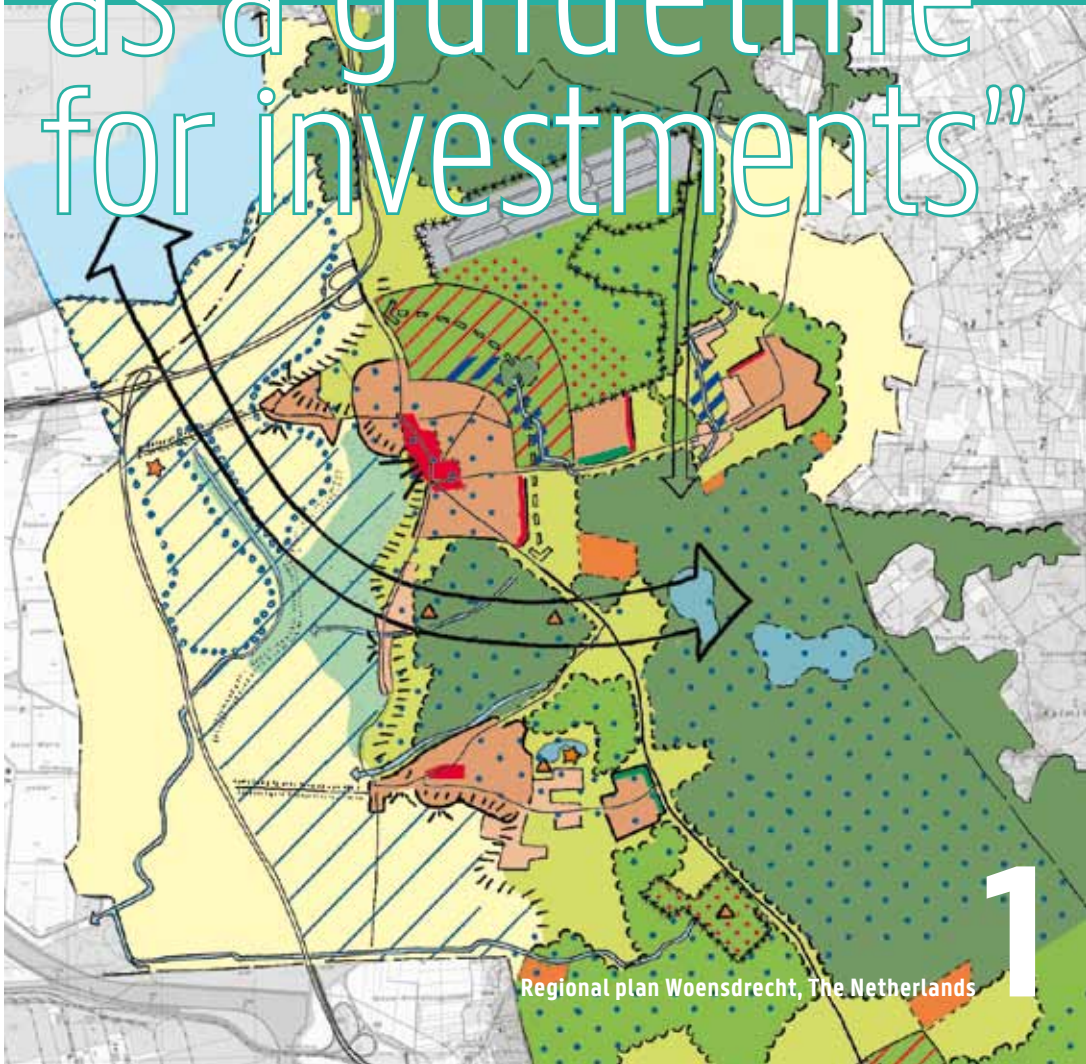 as a guideline
for investments”
1
Regional plan Woensdrecht, The Netherlands